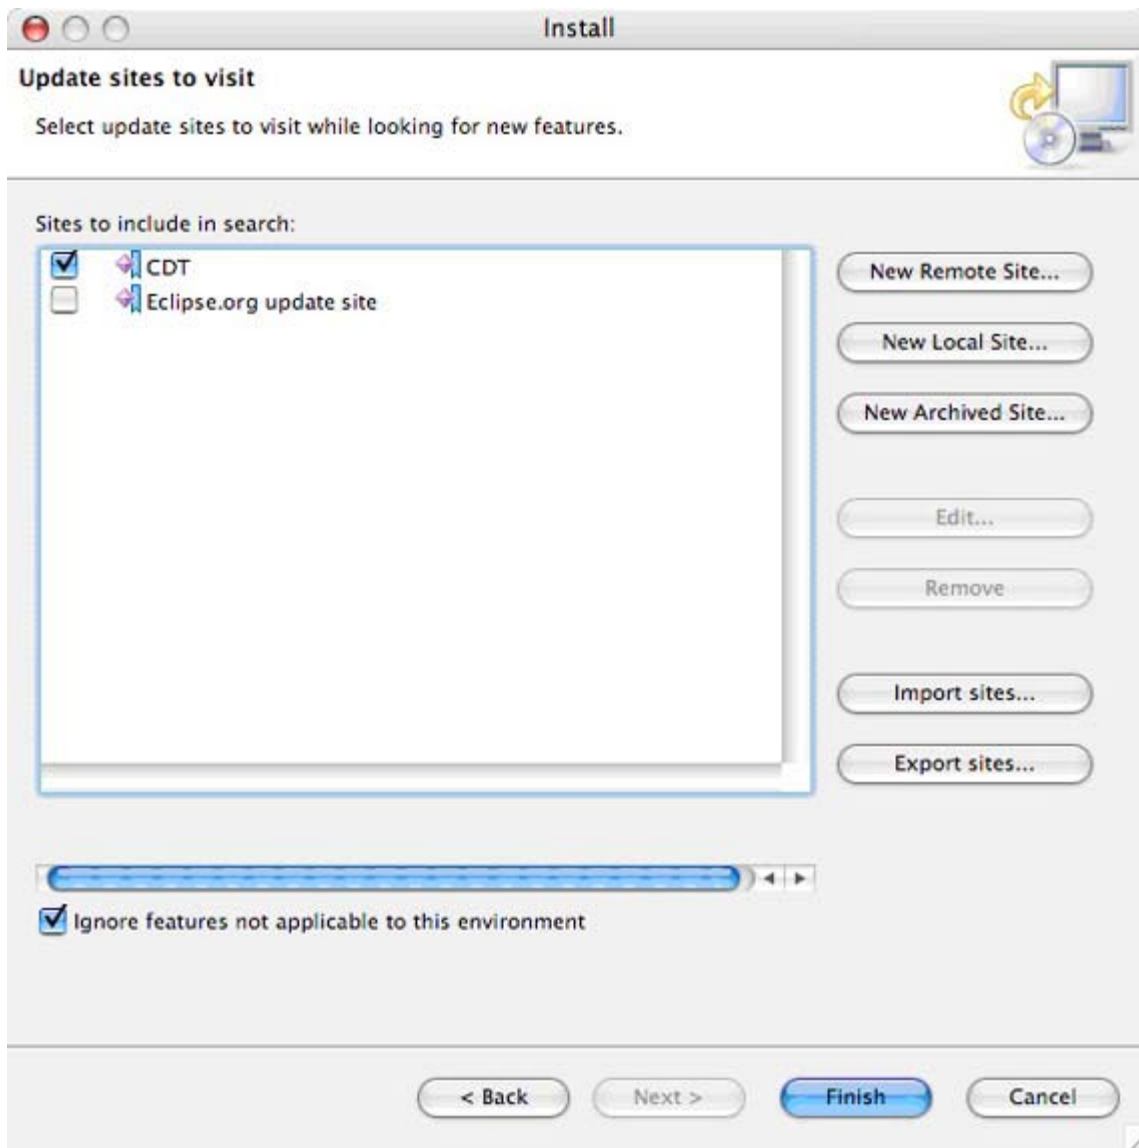 Install
Update sites to visit
Select update sites to visit while looking for new features.
Sites to include in search:
CDT
Eclipse.org update site
New Remote Site...
New Local Site...
New Archived Site...
Edit...
Remove
Import sites...
Export sites...
Ignore features not applicable to this environment
< Back
Next >
Finish
Cancel